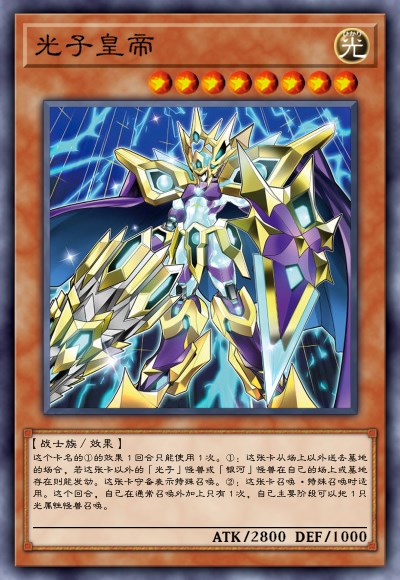 光子皇帝
ひかり
光
【战士族/效果】
这个卡名的①的效果1回合只能使用1次。①：这张卡从场上以外送去墓地
的场合，若这张卡以外的「光子」怪兽或「银河」怪兽在自己的场上或墓地
存在则能发动。这张卡守备表示特殊召唤。②：这张卡召唤·特殊召唤时适
用。这个回合，自己在通常召唤外加上只有1次，自己主要阶段可以把1只
光属性怪兽召唤。
ATK/2800 DEF/1000